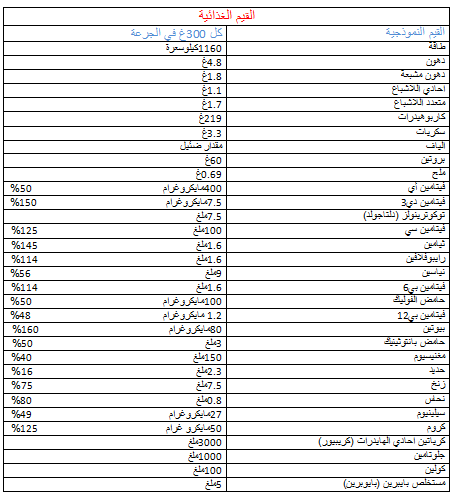 القيم الغذائية
القيم النموذجية كل 300غ في الجرعة
طاقة 1160كيلوسعرة
دهون 4.8غ
دهون مشبعة 1.8غ
احادي اللاشباع 1.1غ
متعدد اللاشباع 1.7غ
كاربوهيدرات 219غ
سكريات 3.3غ
الياف مقدار ضئيل
بروتين 60غ
ملح 0.69غ
فيتامين أي 400مايكروغرام 50%
فيتامين دي3 7.5مايكروغرام 150%
توكوترينولز (دلتاجولد) 7.5ملغ
فيتامين سي 100ملغ 125%
ثيامين 1.6ملغ 145%
رايبوفلافين 1.6ملغ 114%
نياسين 9ملغ 56%
فيتامين بي6 1.6ملغ 114%
حامض الفوليك 100مايكروغرام 50%
فيتامين بي12 1.2 مايكروغرام 48%
بيوتين 80مايكروغرام 160%
حامض بانتوثينيك 3ملغ 50%
مغنيسيوم 150ملغ 40%
حديد 2.3ملغ 16%
زنخ 7.5ملغ 75%
نحاس 0.8ملغ 80%
سيلينيوم 27مايكروغرام 49%
كروم 50مايكرو غرام 125%
كرياتين احادي الهايدرات (كريبيور) 3000ملغ
جلوتامين 1000ملغ
كولين 100ملغ
مستخلص بايبرين (بايوبرين) 5ملغ